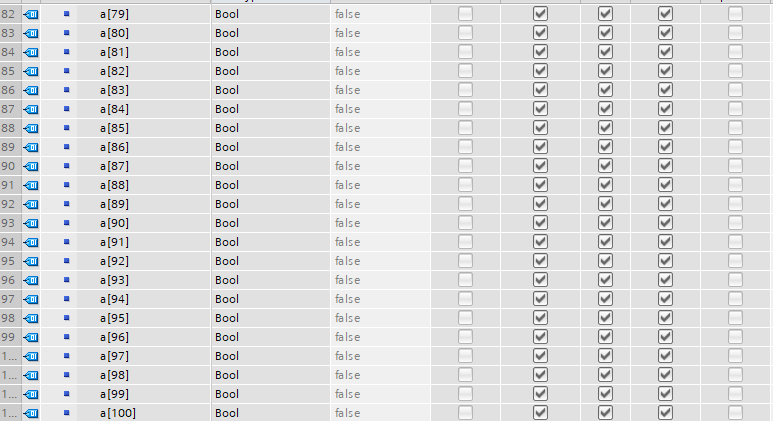 82 a[79] Bool false
83 a[80] Bool false
84 a[81] Bool false
85 a[82] Bool false
86 a[83] Bool false
87 a[84] Bool false
88 a[85] Bool false
89 a[86] Bool false
90 a[87] Bool false
91 a[88] Bool false
92 a[89] Bool false
93 a[90] Bool false
94 a[91] Bool false
95 a[92] Bool false
96 a[93] Bool false
97 a[94] Bool false
98 a[95] Bool false
99 a[96] Bool false
1... a[97] Bool false
1... a[98] Bool false
1... a[99] Bool false
1... a[100] Bool false